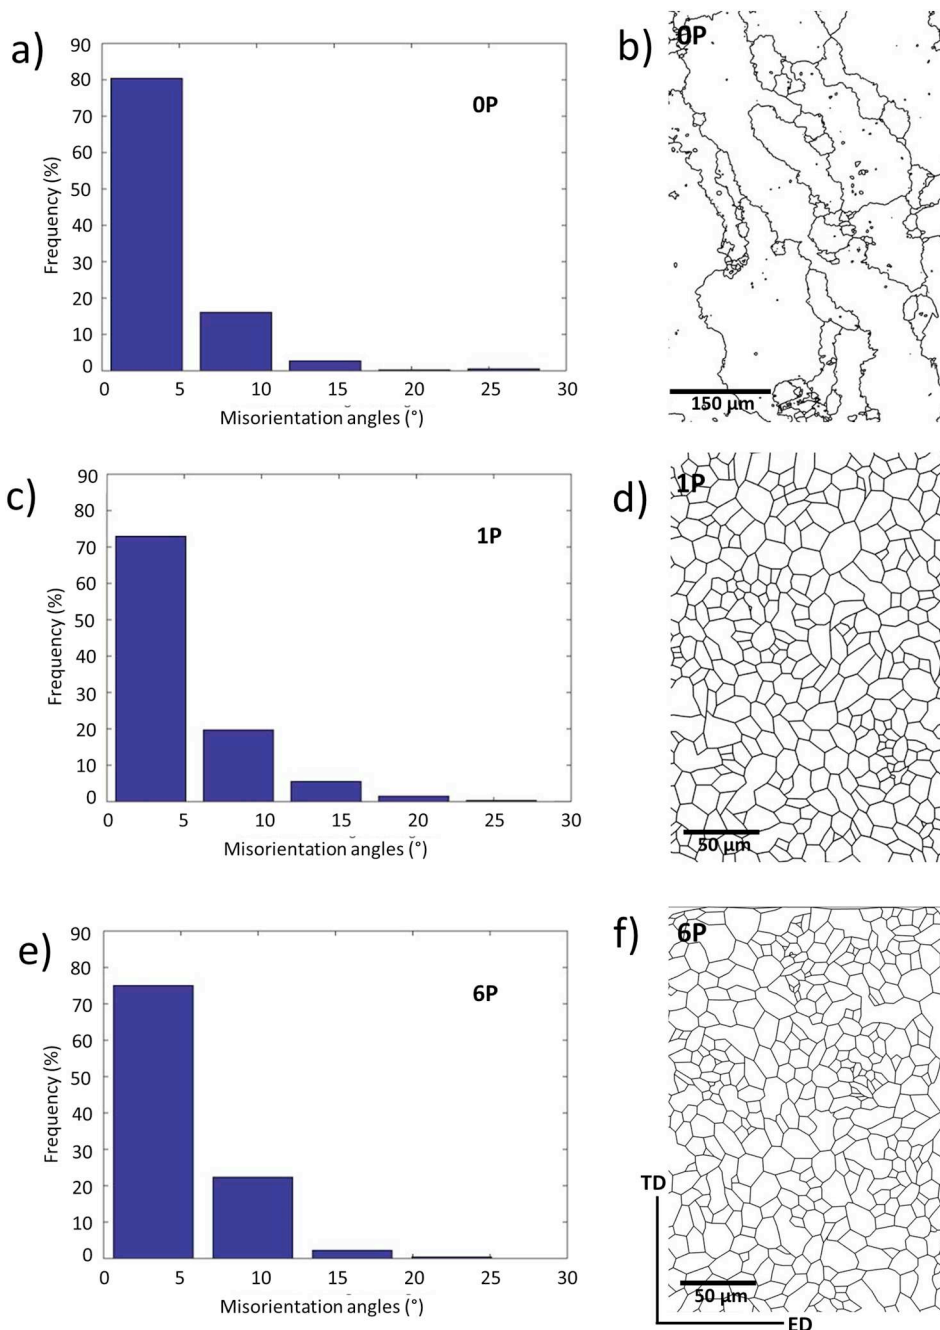 a)
90
80
70
60
50
40
30
20
10
0
Frequency (%)
0P
0 5 10 15 20 25 30
Misorientation angles (°)
b)
0P
150 µm
c)
90
80
70
60
50
40
30
20
10
0
Frequency (%)
1P
0 5 10 15 20 25 30
Misorientation angles (°)
d)
1P
50 µm
e)
90
80
70
60
50
40
30
20
10
0
Frequency (%)
6P
0 5 10 15 20 25 30
Misorientation angles (°)
f)
6P
50 µm
TD
ED